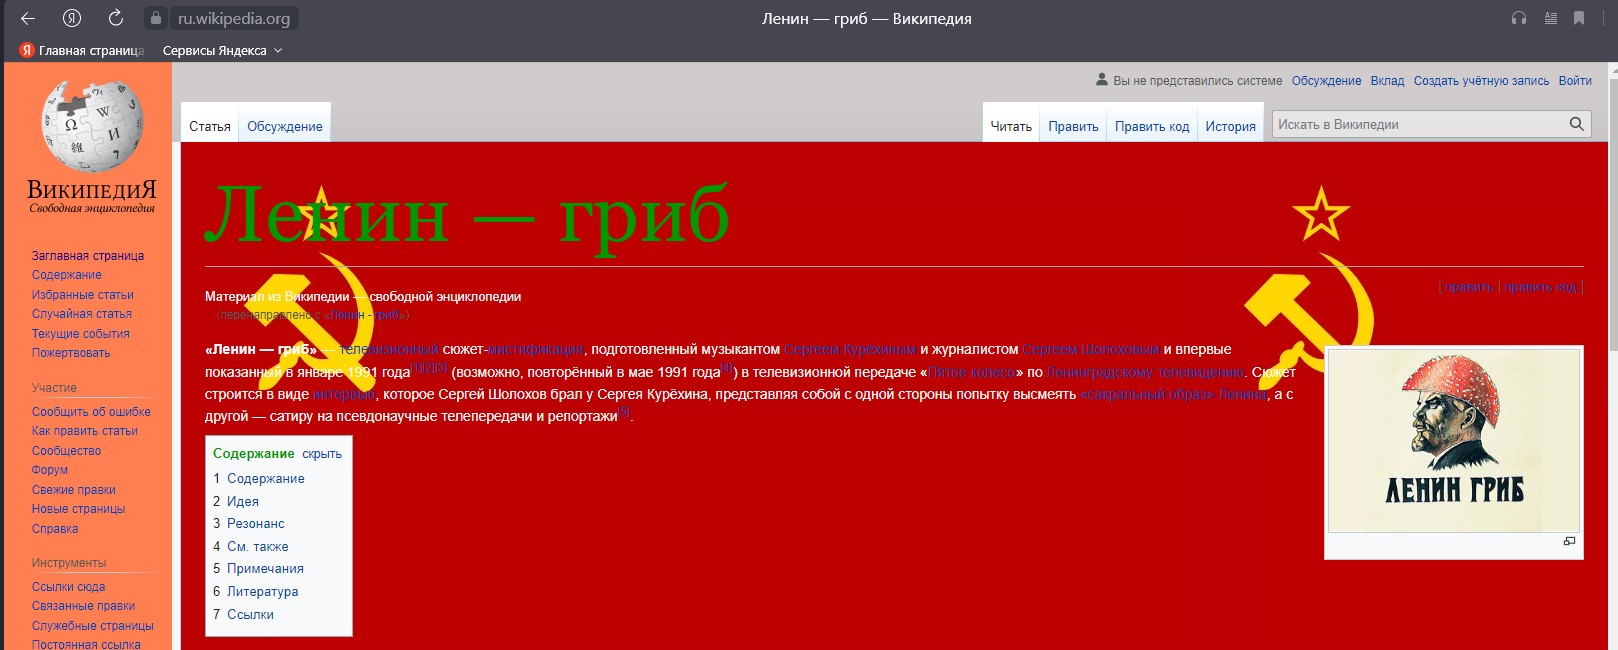 ru.wikipedia.org
Ленин — гриб — Википедия
Я Главная страница
Сервисы Яндекса
Вы не представились системе Обсуждение Вклад Создать учётную запись Войти
Статья Обсуждение
Читать Править Править код История
Искать в Википедии
ВикипедиЯ
Свободная энциклопедия
Заглавная страница
Содержание
Избранные статьи
Случайная статья
Текущие события
Пожертвовать
Участие
Сообщить об ошибке
Как править статьи
Сообщество
Форум
Свежие правки
Новые страницы
Справка
Инструменты
Ссылки сюда
Связанные правки
Служебные страницы
Постоянная ссылка
Ленин — гриб
[ править | править код ]
Материал из Википедии — свободной энциклопедии
(перенаправлено с «Ленин - гриб»)
«Ленин — гриб» — телевизионный сюжет-мистификация, подготовленный музыкантом Сергеем Курёхиным и журналистом Сергеем Шолоховым и впервые
показанный в январе 1991 года[1][2][3] (возможно, повторённый в мае 1991 года[4]) в телевизионной передаче «Пятое колесо» по Ленинградскому телевидению. Сюжет
строится в виде интервью, которое Сергей Шолохов брал у Сергея Курёхина, представляя собой с одной стороны попытку высмеять «сакральный образ» Ленина, а с
другой — сатиру на псевдонаучные телепередачи и репортажи[5].
ЛЕНИН ГРИБ
Содержание скрыть
1 Содержание
2 Идея
3 Резонанс
4 См. также
5 Примечания
6 Литература
7 Ссылки